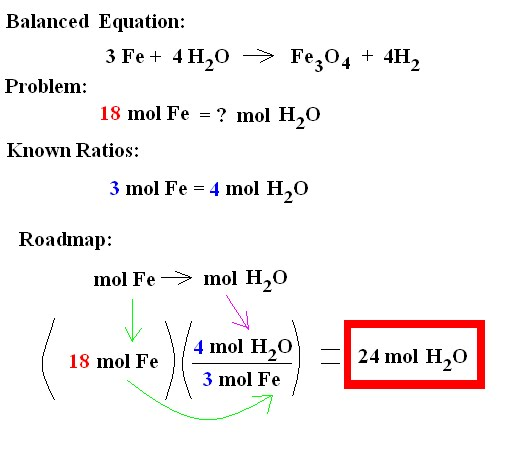 Balanced Equation:
3 Fe + 4 H₂O → Fe₃O₄ + 4H₂
Problem:
18 mol Fe = ? mol H₂O
Known Ratios:
3 mol Fe = 4 mol H₂O
Roadmap:
mol Fe → mol H₂O
(18 mol Fe) (4 mol H₂O / 3 mol Fe) = 24 mol H₂O